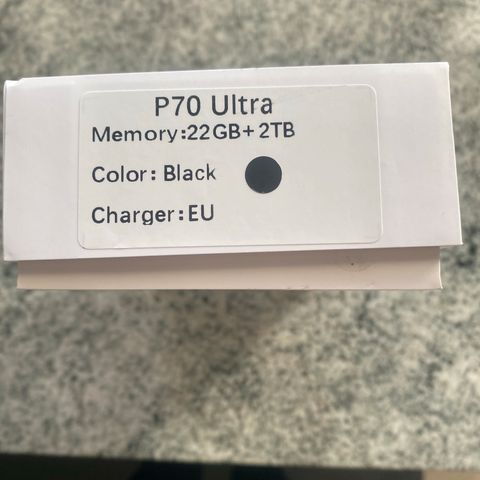 P70 Ultra
Memory:22GB+2TB
Color: Black
Charger:EU